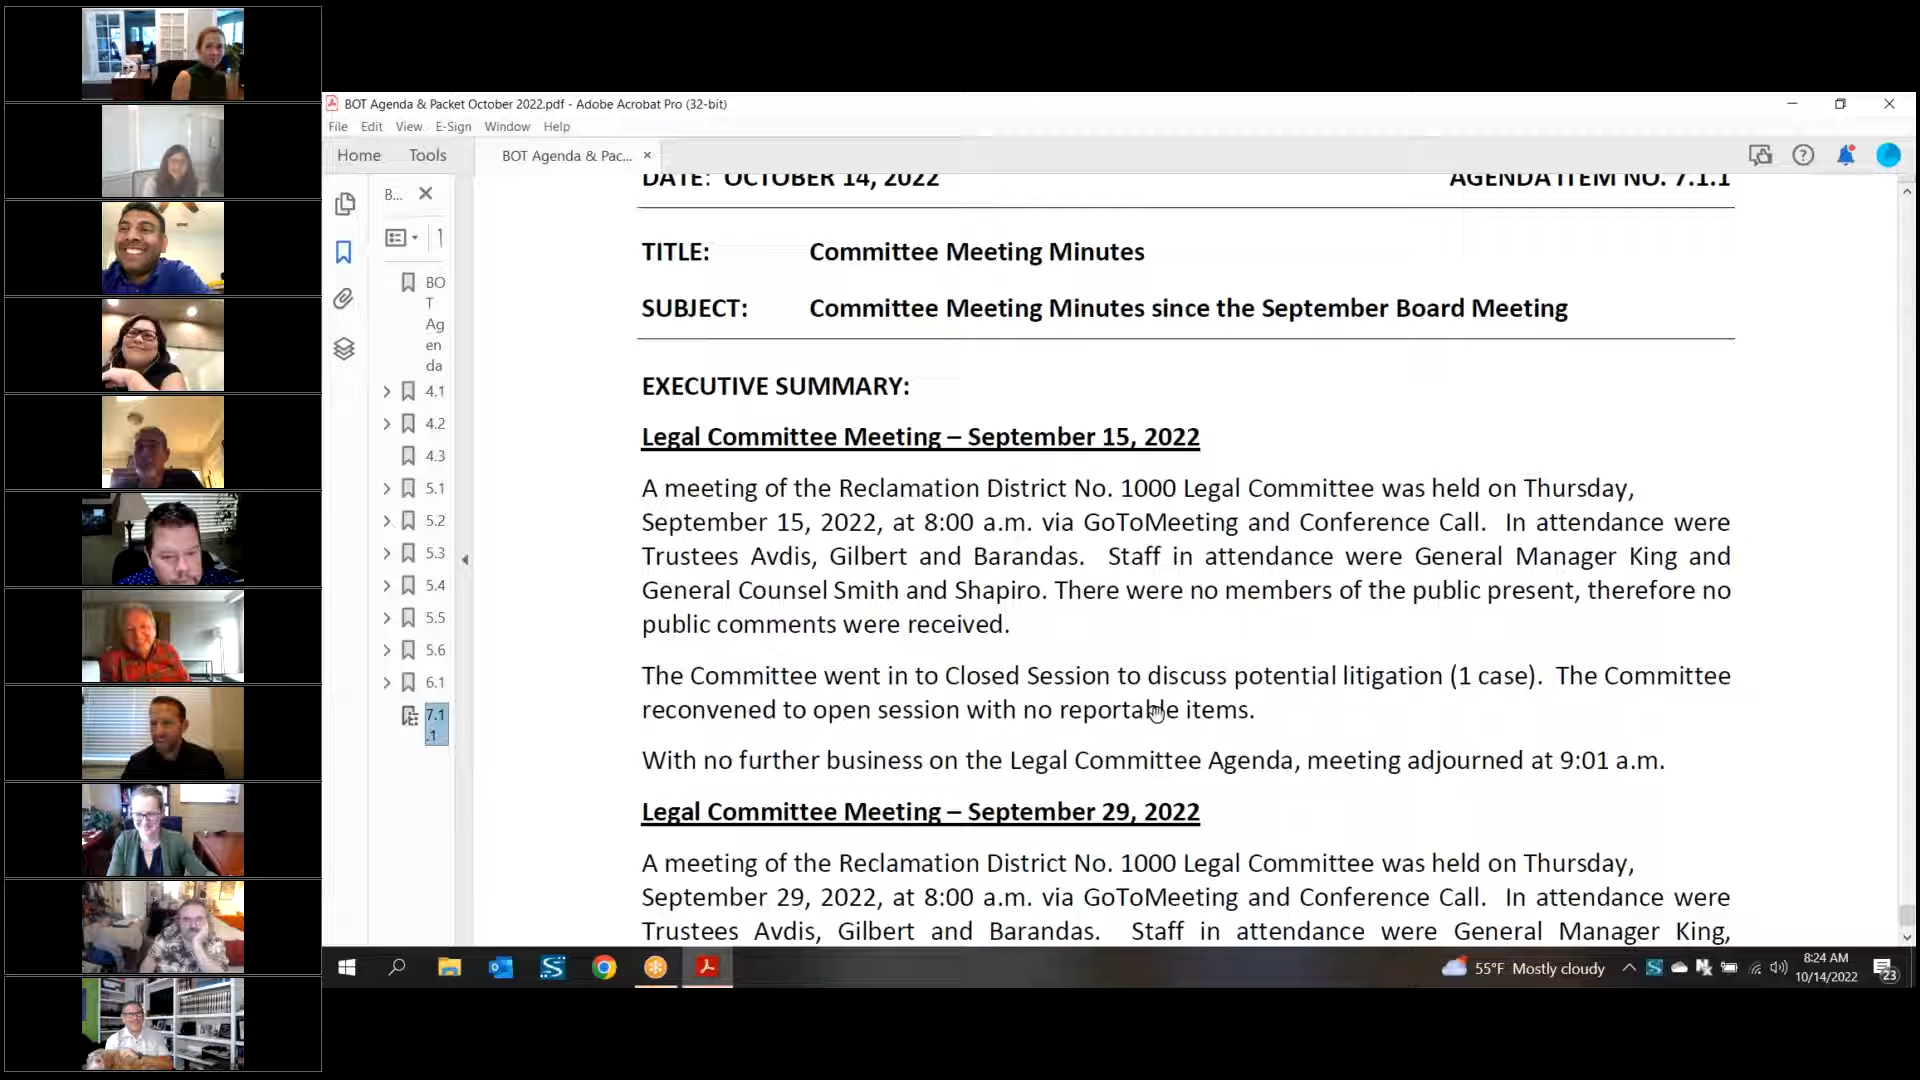 BOT Agenda & Packet October 2022.pdf - Adobe Acrobat Pro (32-bit)
File Edit View E-Sign Window Help
Home Tools BOT Agenda & Pac...
B...
BO
T
Ag
en
da
4.1
4.2
4.3
5.1
5.2
5.3
5.4
5.5
5.6
6.1
7.1
.1
DATE: OCTOBER 14, 2022 AGENDA ITEM NO. 7.1.1
TITLE: Committee Meeting Minutes
SUBJECT: Committee Meeting Minutes since the September Board Meeting
EXECUTIVE SUMMARY:
Legal Committee Meeting – September 15, 2022
A meeting of the Reclamation District No. 1000 Legal Committee was held on Thursday,
September 15, 2022, at 8:00 a.m. via GoToMeeting and Conference Call. In attendance were
Trustees Avdis, Gilbert and Barandas. Staff in attendance were General Manager King and
General Counsel Smith and Shapiro. There were no members of the public present, therefore no
public comments were received.
The Committee went in to Closed Session to discuss potential litigation (1 case). The Committee
reconvened to open session with no reportable items.
With no further business on the Legal Committee Agenda, meeting adjourned at 9:01 a.m.
Legal Committee Meeting – September 29, 2022
A meeting of the Reclamation District No. 1000 Legal Committee was held on Thursday,
September 29, 2022, at 8:00 a.m. via GoToMeeting and Conference Call. In attendance were
Trustees Avdis, Gilbert and Barandas. Staff in attendance were General Manager King,
55°F Mostly cloudy
8:24 AM
10/14/2022
23